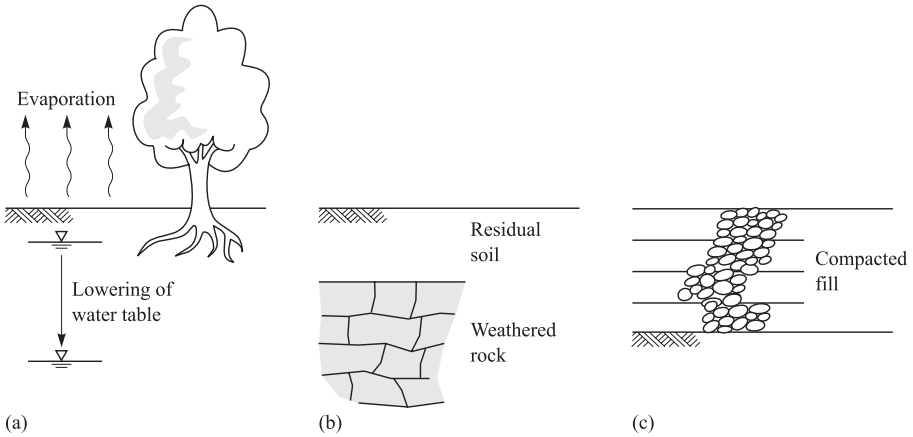 Evaporation
Lowering of
water table
(a)
Residual
soil
Weathered
rock
(b)
Compacted
fill
(c)